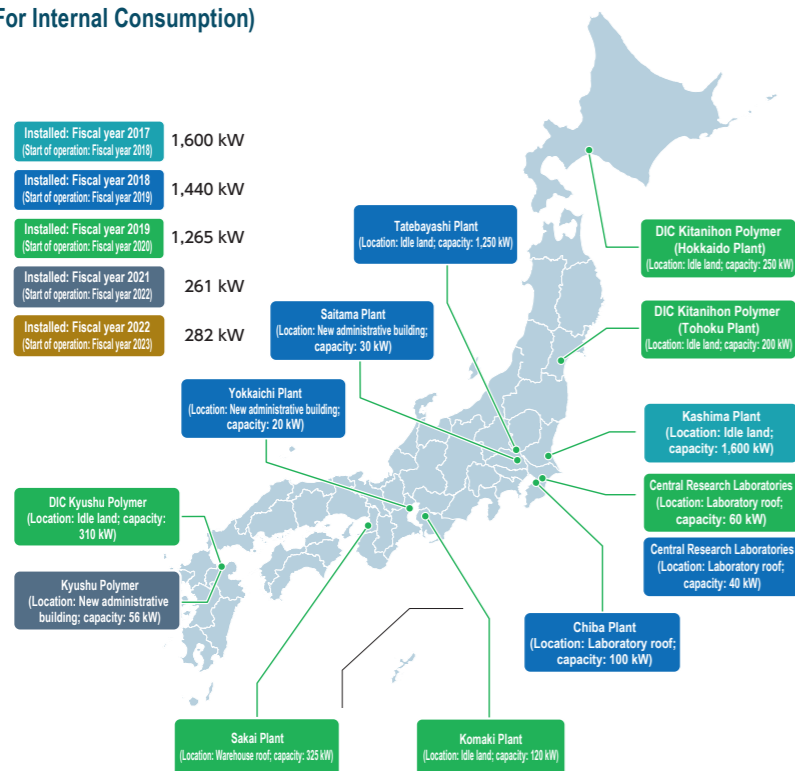 For Internal Consumption)
Installed: Fiscal year 2017
(Start of operation: Fiscal year 2018)
1,600 kW
Installed: Fiscal year 2018
(Start of operation: Fiscal year 2019)
1,440 kW
Installed: Fiscal year 2019
(Start of operation: Fiscal year 2020)
1,265 kW
Installed: Fiscal year 2021
(Start of operation: Fiscal year 2022)
261 kW
Installed: Fiscal year 2022
(Start of operation: Fiscal year 2023)
282 kW
Tatebayashi Plant
(Location: Idle land; capacity: 1,250 kW)
Saitama Plant
(Location: New administrative building;
capacity: 30 kW)
Yokkaichi Plant
(Location: New administrative building;
capacity: 20 kW)
DIC Kitanihon Polymer
(Hokkaido Plant)
(Location: Idle land; capacity: 250 kW)
DIC Kitanihon Polymer
(Tohoku Plant)
(Location: Idle land; capacity: 200 kW)
Kashima Plant
(Location: Idle land;
capacity: 1,600 kW)
Central Research Laboratories
(Location: Laboratory roof;
capacity: 60 kW)
Central Research Laboratories
(Location: Laboratory roof;
capacity: 40 kW)
DIC Kyushu Polymer
(Location: Idle land; capacity:
310 kW)
Kyushu Polymer
(Location: New administrative
building; capacity: 56 kW)
Chiba Plant
(Location: Laboratory roof;
capacity: 100 kW)
Sakai Plant
(Location: Warehouse roof; capacity: 325 kW)
Komaki Plant
(Location: Idle land; capacity: 120 kW)